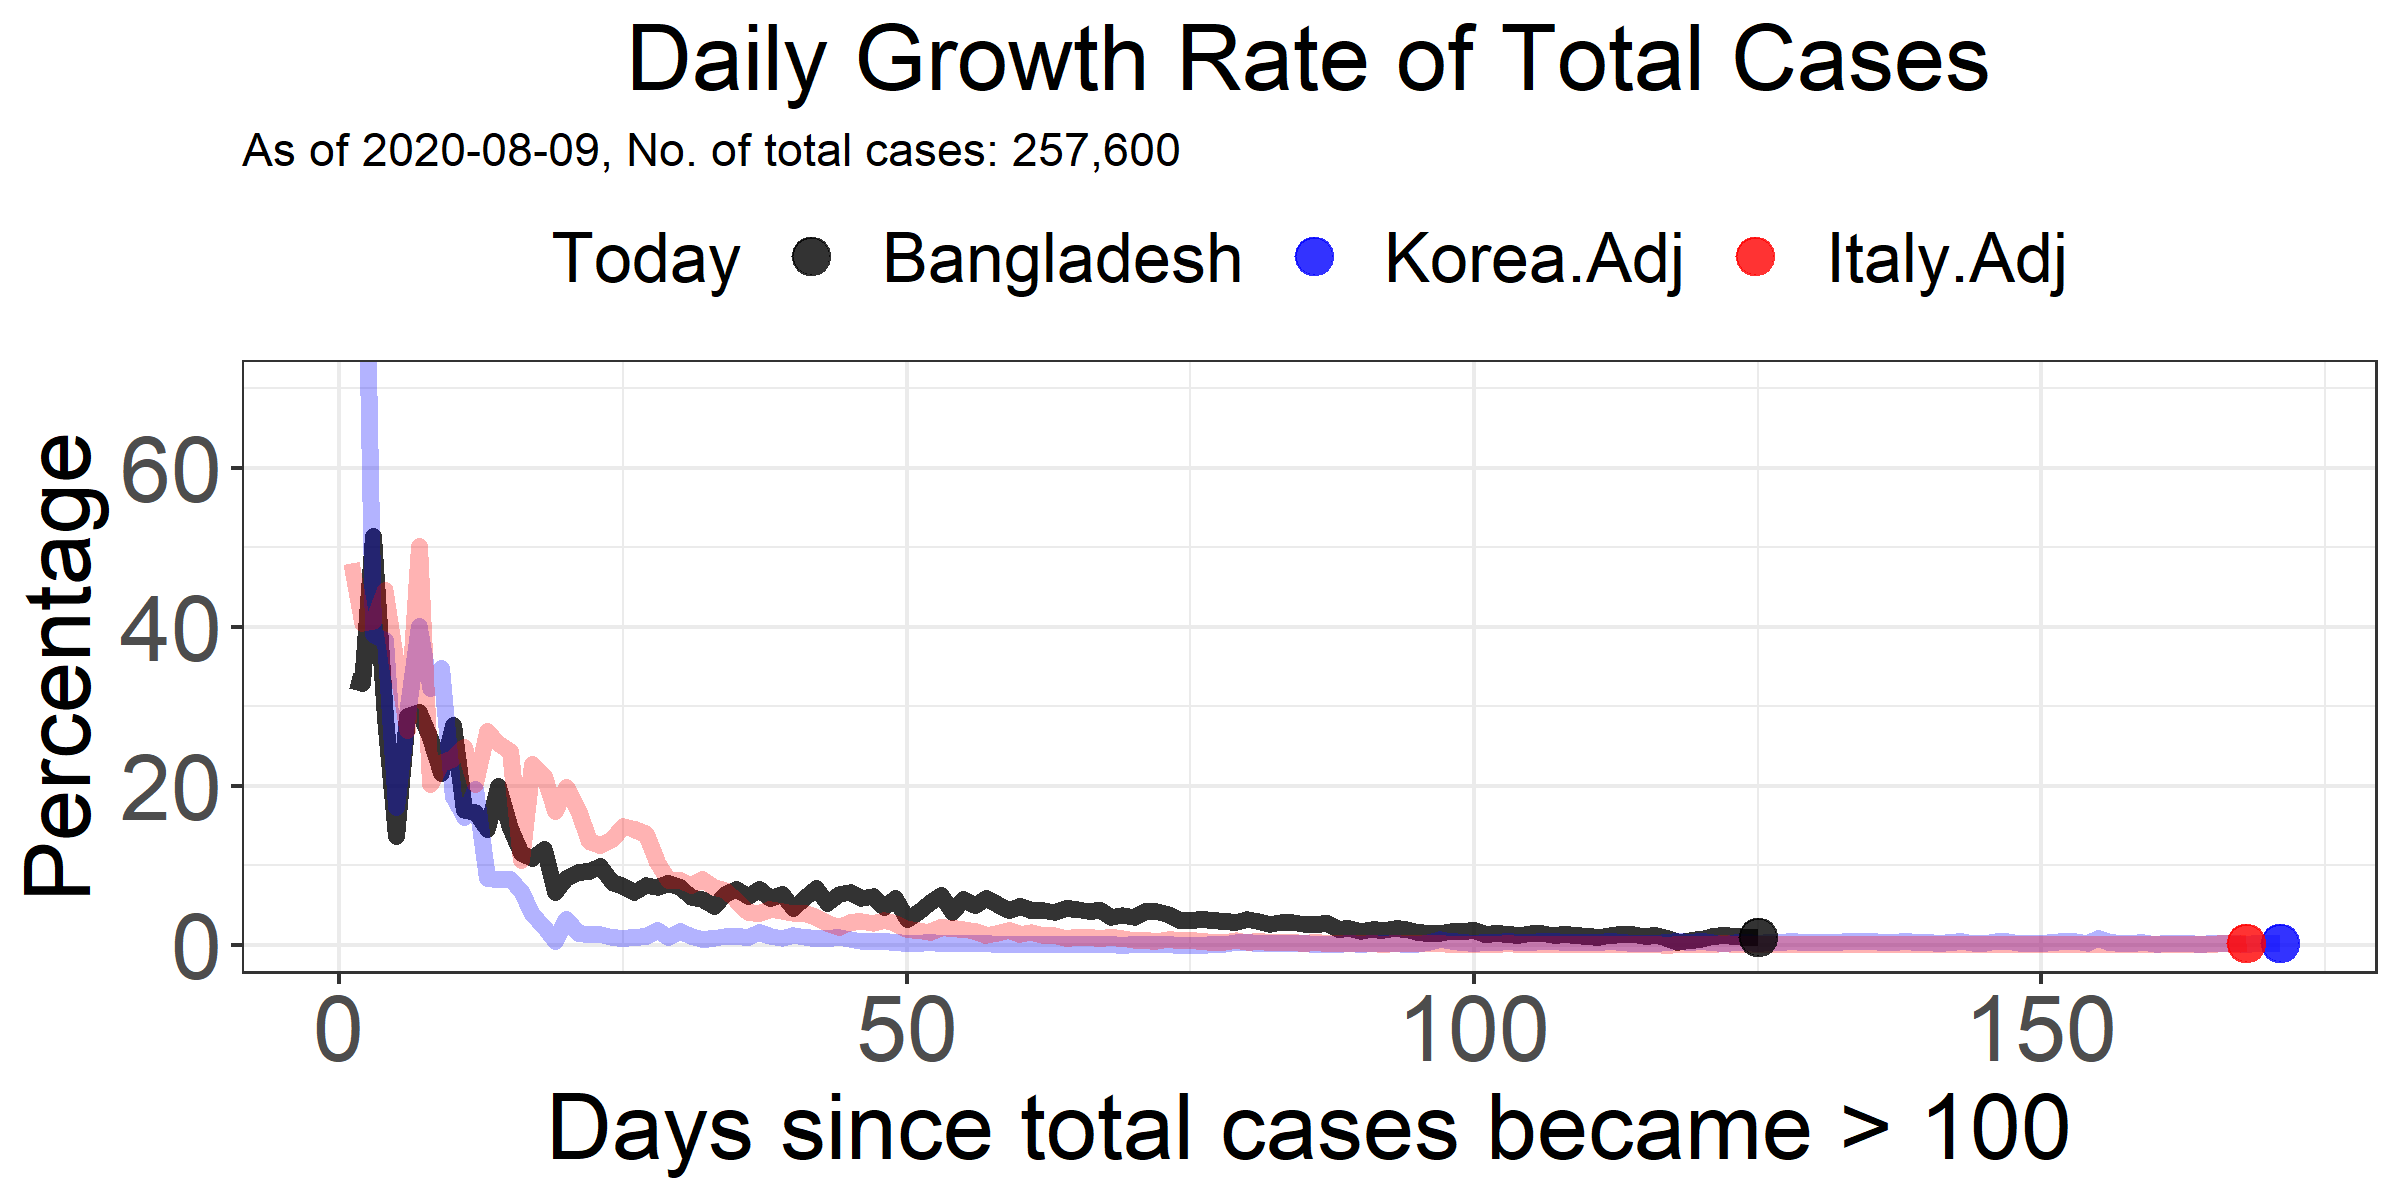 Daily Growth Rate of Total Cases
As of 2020-08-09, No. of total cases: 257,600
Today Bangladesh Korea.Adj Italy.Adj
Percentage
60
40
20
0
0 50 100 150
Days since total cases became > 100